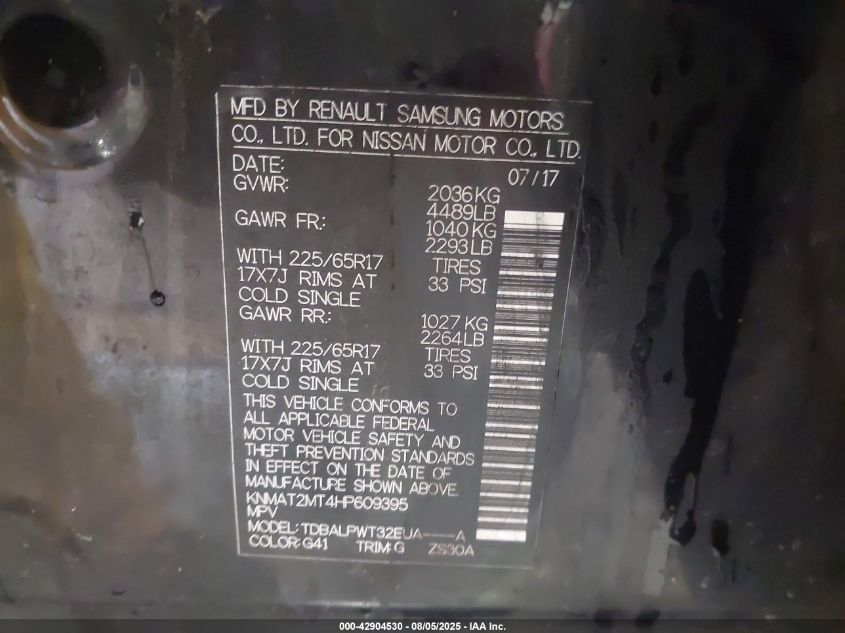 MFD BY RENAULT SAMSUNG MOTORS
CO., LTD. FOR NISSAN MOTOR CO., LTD.
DATE: 07/17
GVWR: 2036KG
4489LB
GAWR FR.: 1040KG
2293LB
WITH 225/65R17 TIRES
17X7J RIMS AT 33 PSI
COLD SINGLE
GAWR RR.: 1027KG
2264LB
WITH 225/65R17 TIRES
17X7J RIMS AT 33 PSI
COLD SINGLE
THIS VEHICLE CONFORMS TO
ALL APPLICABLE FEDERAL
MOTOR VEHICLE SAFETY AND
THEFT PREVENTION STANDARDS
IN EFFECT ON THE DATE OF
MANUFACTURE SHOWN ABOVE.
KNMAT2MT4HP609395
MPV
MODEL: TDBALPWT32EUA----A
COLOR: G41 TRIM: G ZS30A
000-42904530 - 08/05/2025 - IAA Inc.